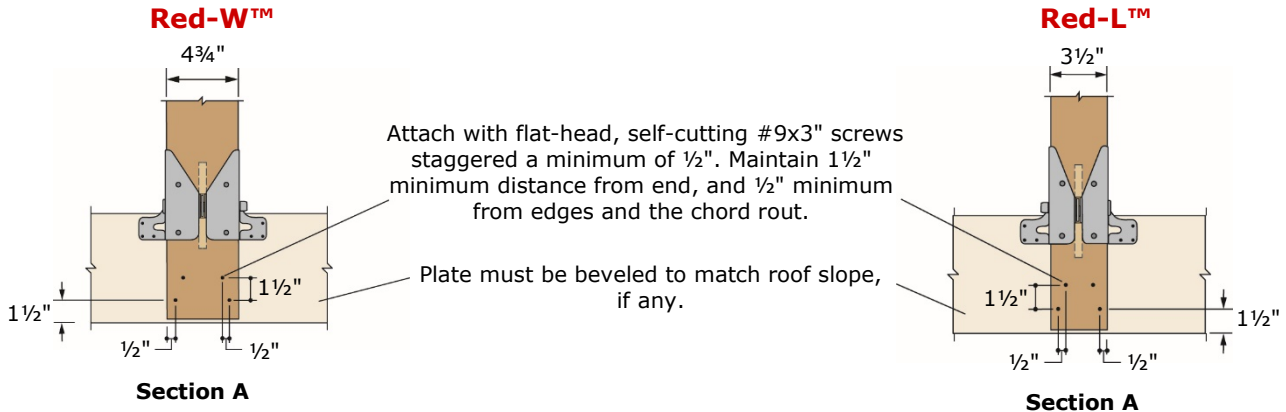 Red-W™
Red-L™
4¾"
3½"
Attach with flat-head, self-cutting #9x3" screws
staggered a minimum of ½". Maintain 1½"
minimum distance from end, and ½" minimum
from edges and the chord rout.
Plate must be beveled to match roof slope,
if any.
1½"
1½"
½"
½"
Section A
1½"
1½"
½"
½"
Section A